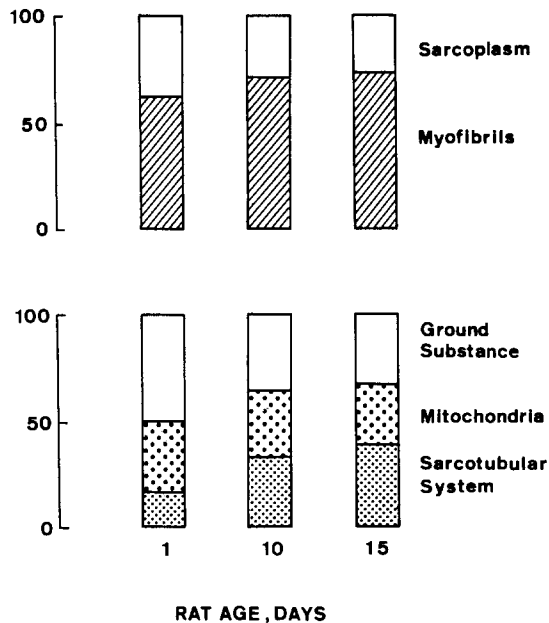 100
50
0
Sarcoplasm
Myofibrils
100
50
0
Ground
Substance
Mitochondria
Sarcotubular
System
1 10 15
RAT AGE, DAYS